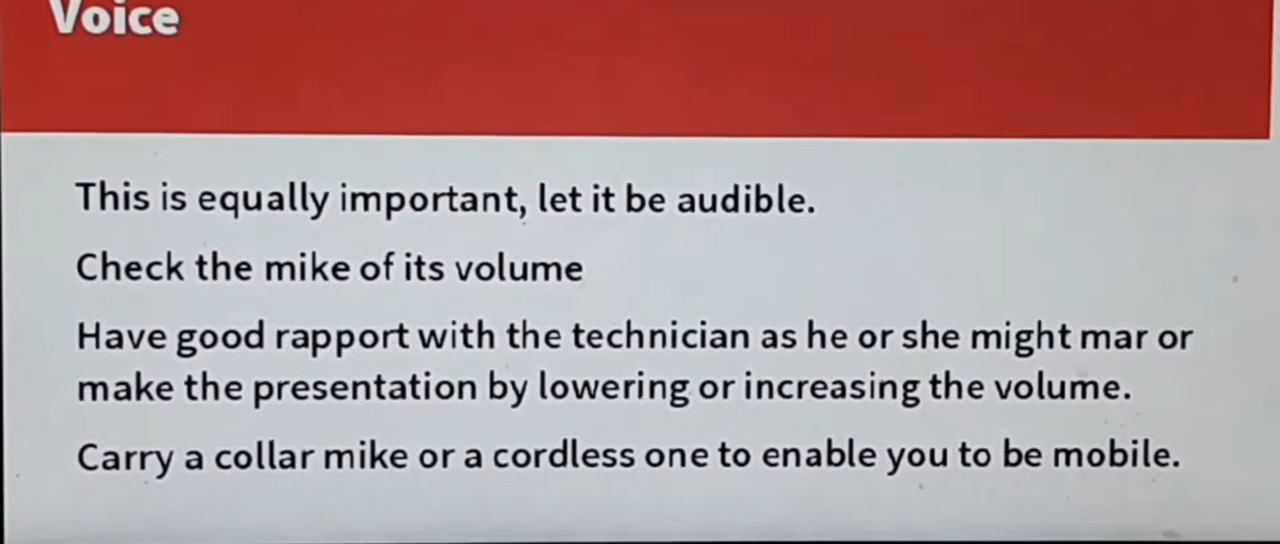 Voice
This is equally important, let it be audible.
Check the mike of its volume
Have good rapport with the technician as he or she might mar or
make the presentation by lowering or increasing the volume.
Carry a collar mike or a cordless one to enable you to be mobile.